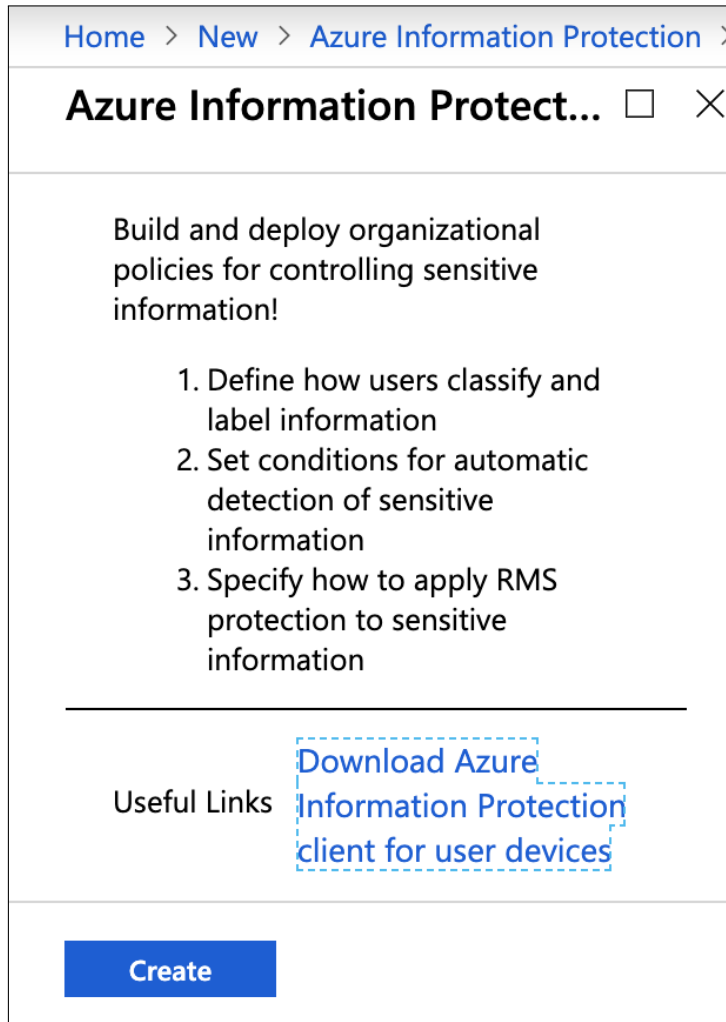 Home > New > Azure Information Protection >
Azure Information Protect...
Build and deploy organizational
policies for controlling sensitive
information!
1. Define how users classify and
label information
2. Set conditions for automatic
detection of sensitive
information
3. Specify how to apply RMS
protection to sensitive
information
Useful Links
Download Azure
Information Protection
client for user devices
Create